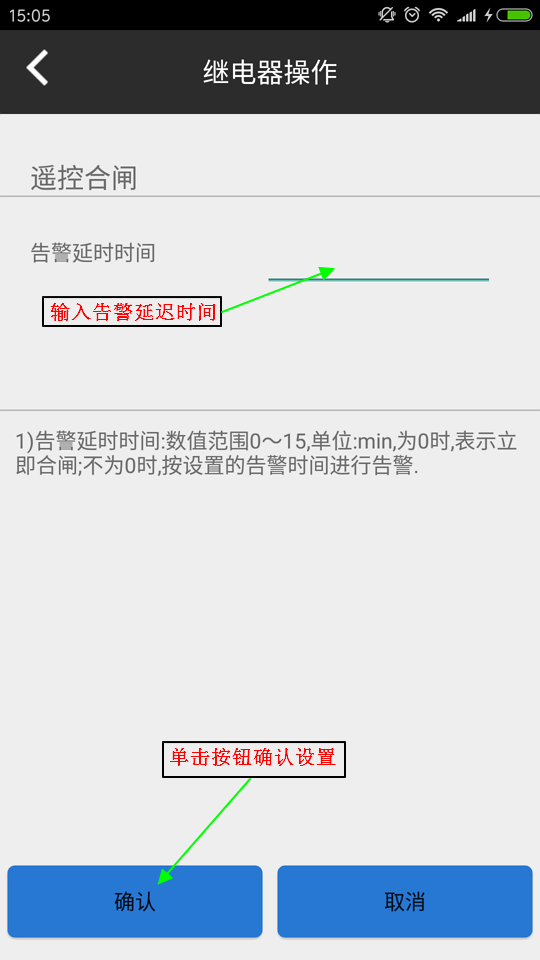 15:05
继电器操作
遥控合闸
告警延时时间
输入告警延迟时间
1)告警延时时间:数值范围0～15,单位:min,为0时,表示立
即合闸;不为0时,按设置的告警时间进行告警.
单击按钮确认设置
确认
取消